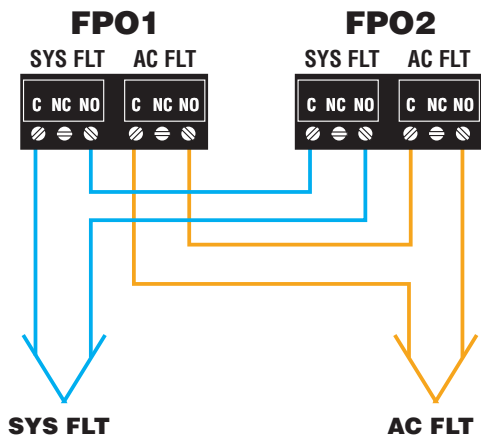 FPO1 FPO2
SYS FLT AC FLT SYS FLT AC FLT
C NC NO C NC NO C NC NO C NC NO
SYS FLT AC FLT